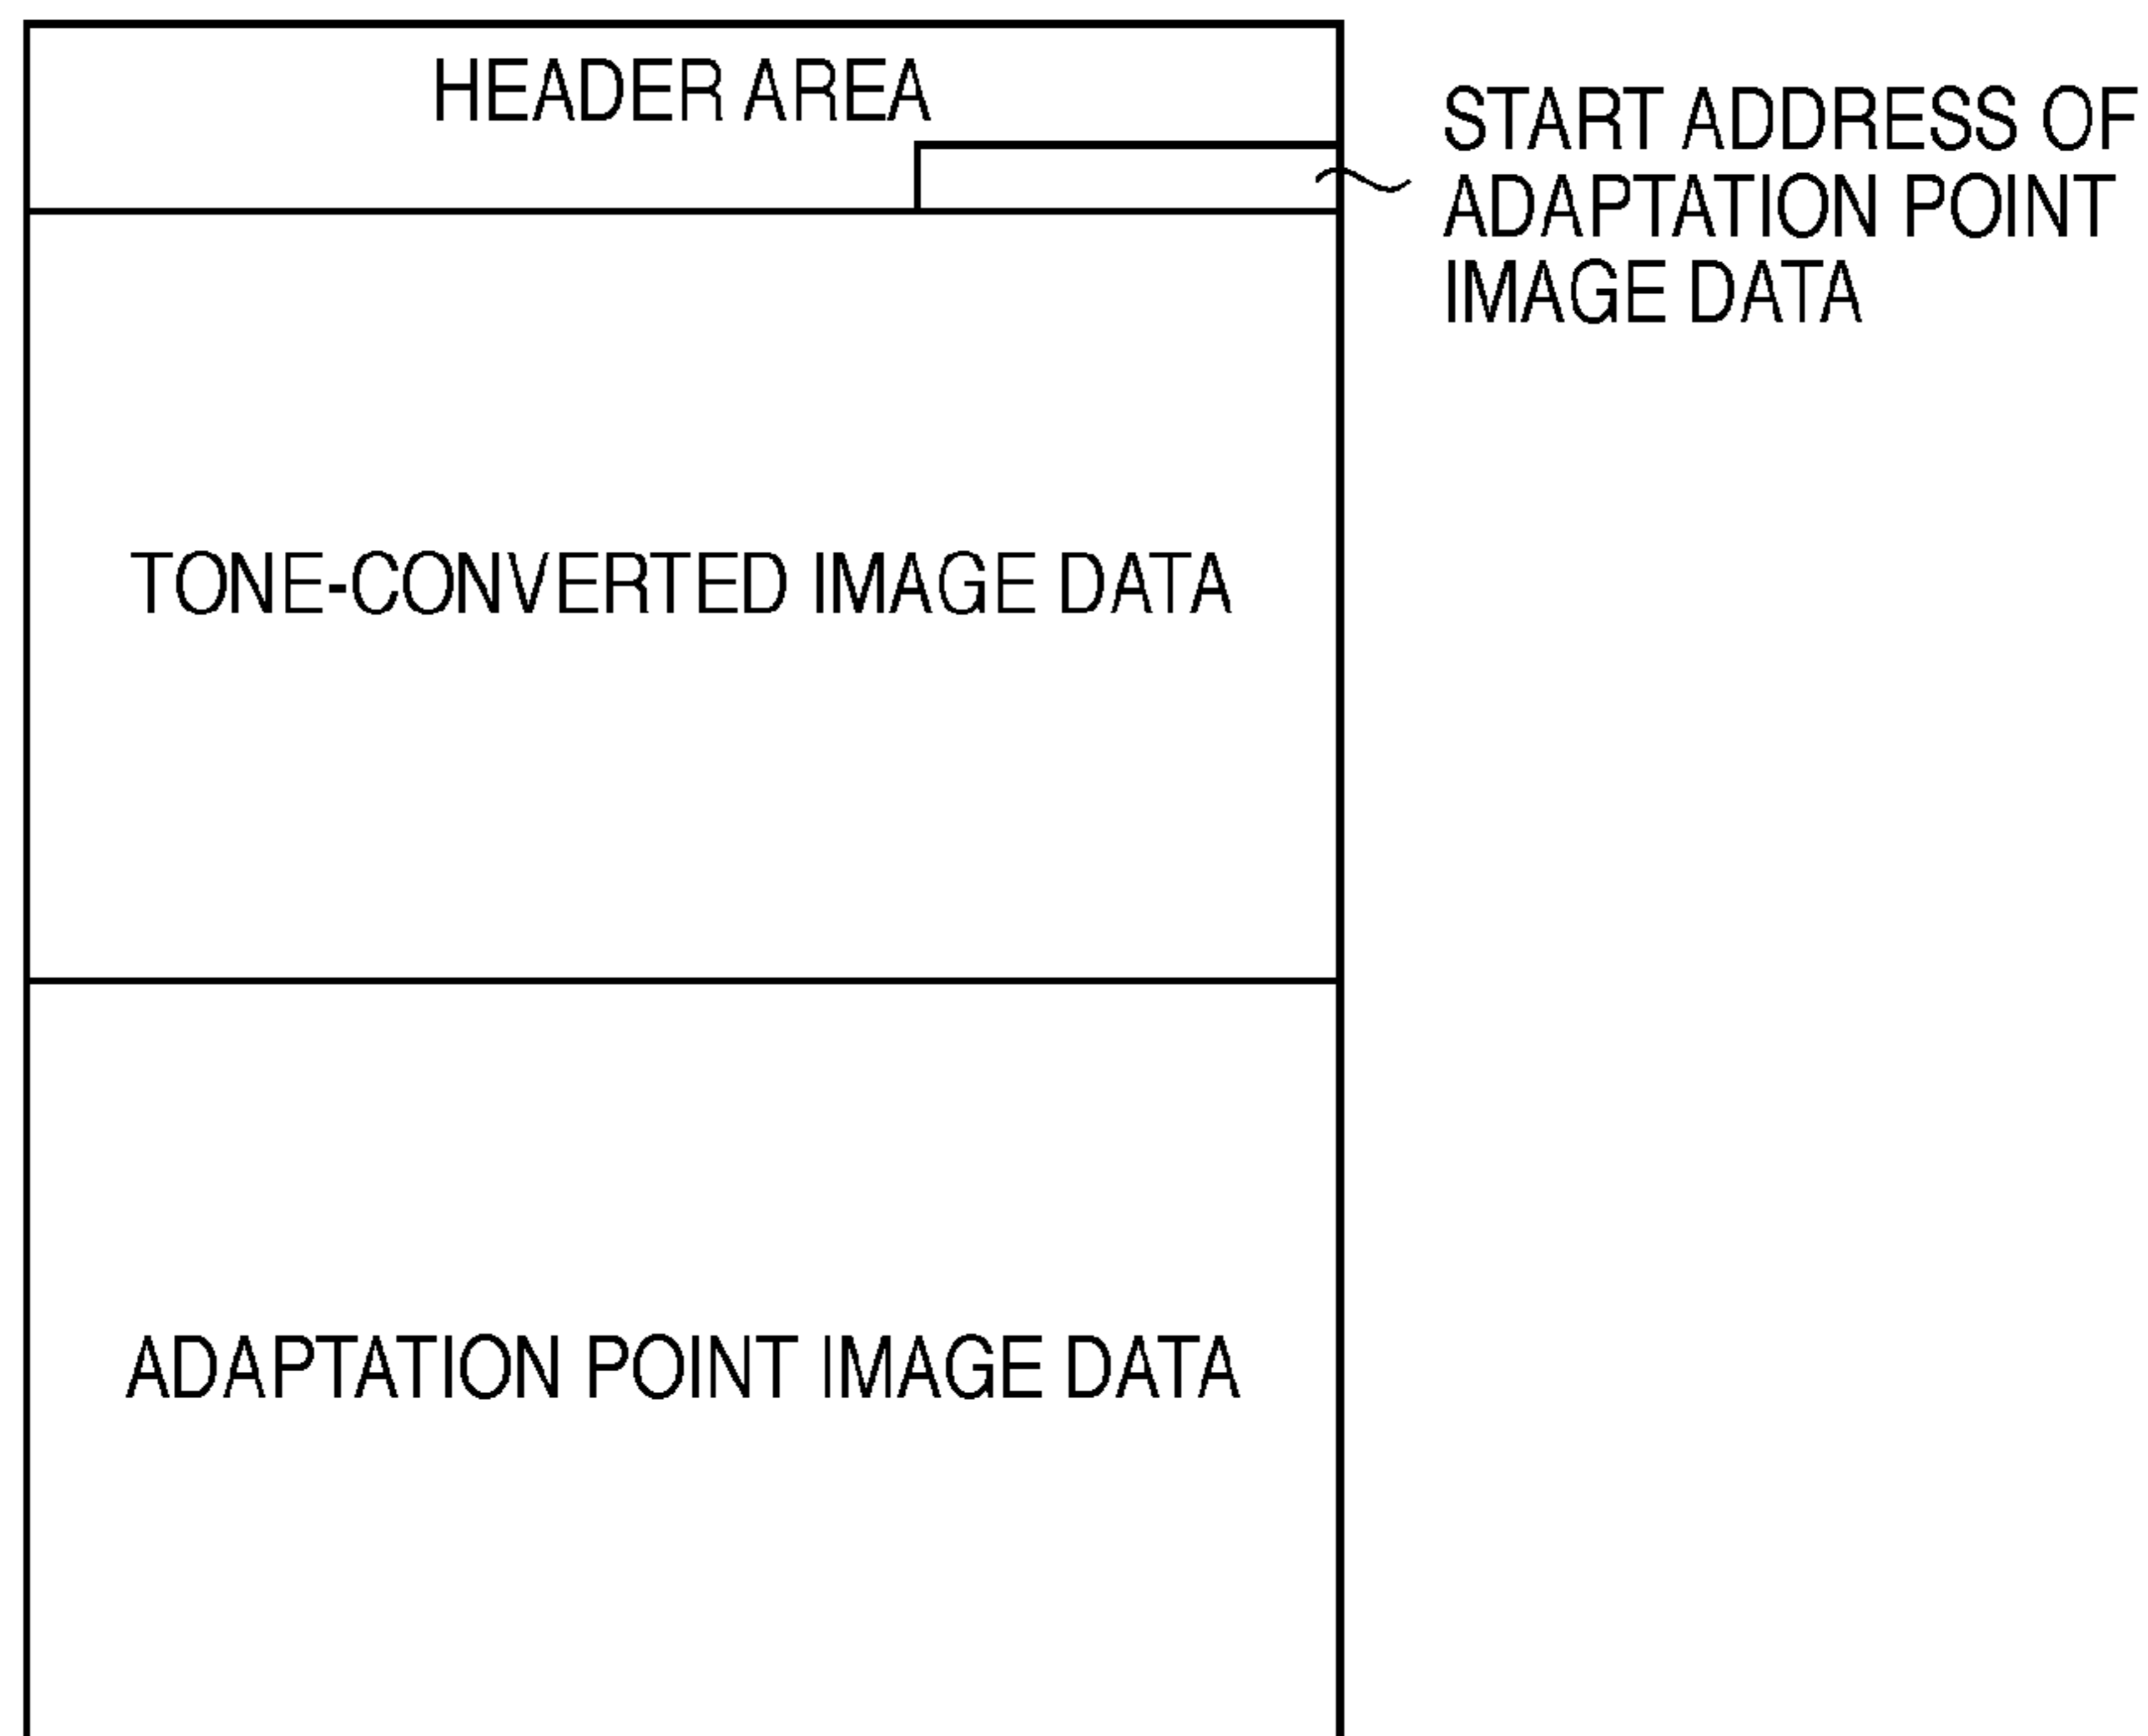 HEADER AREA
START ADDRESS OF
ADAPTATION POINT
IMAGE DATA
TONE-CONVERTED IMAGE DATA
ADAPTATION POINT IMAGE DATA